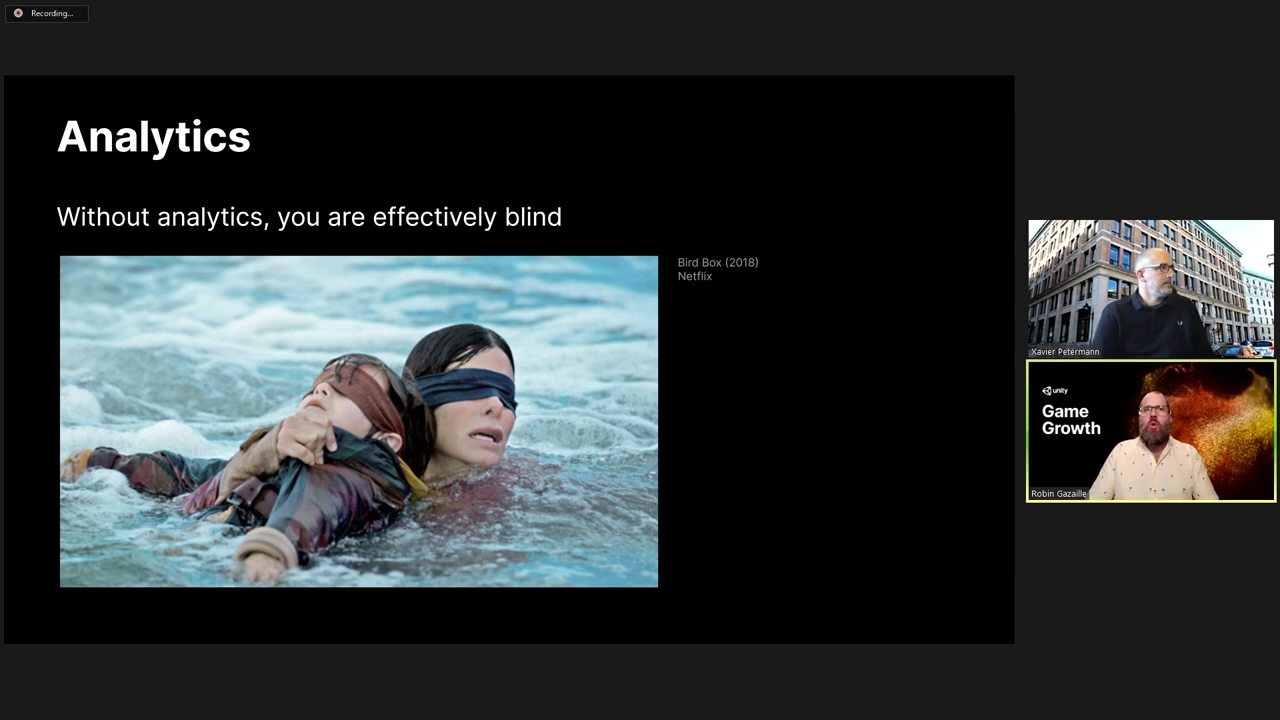 Recording...
Analytics
Without analytics, you are effectively blind
Bird Box (2018)
Netflix
Xavier Petermann
unity
Game
Growth
Robin Gazaille